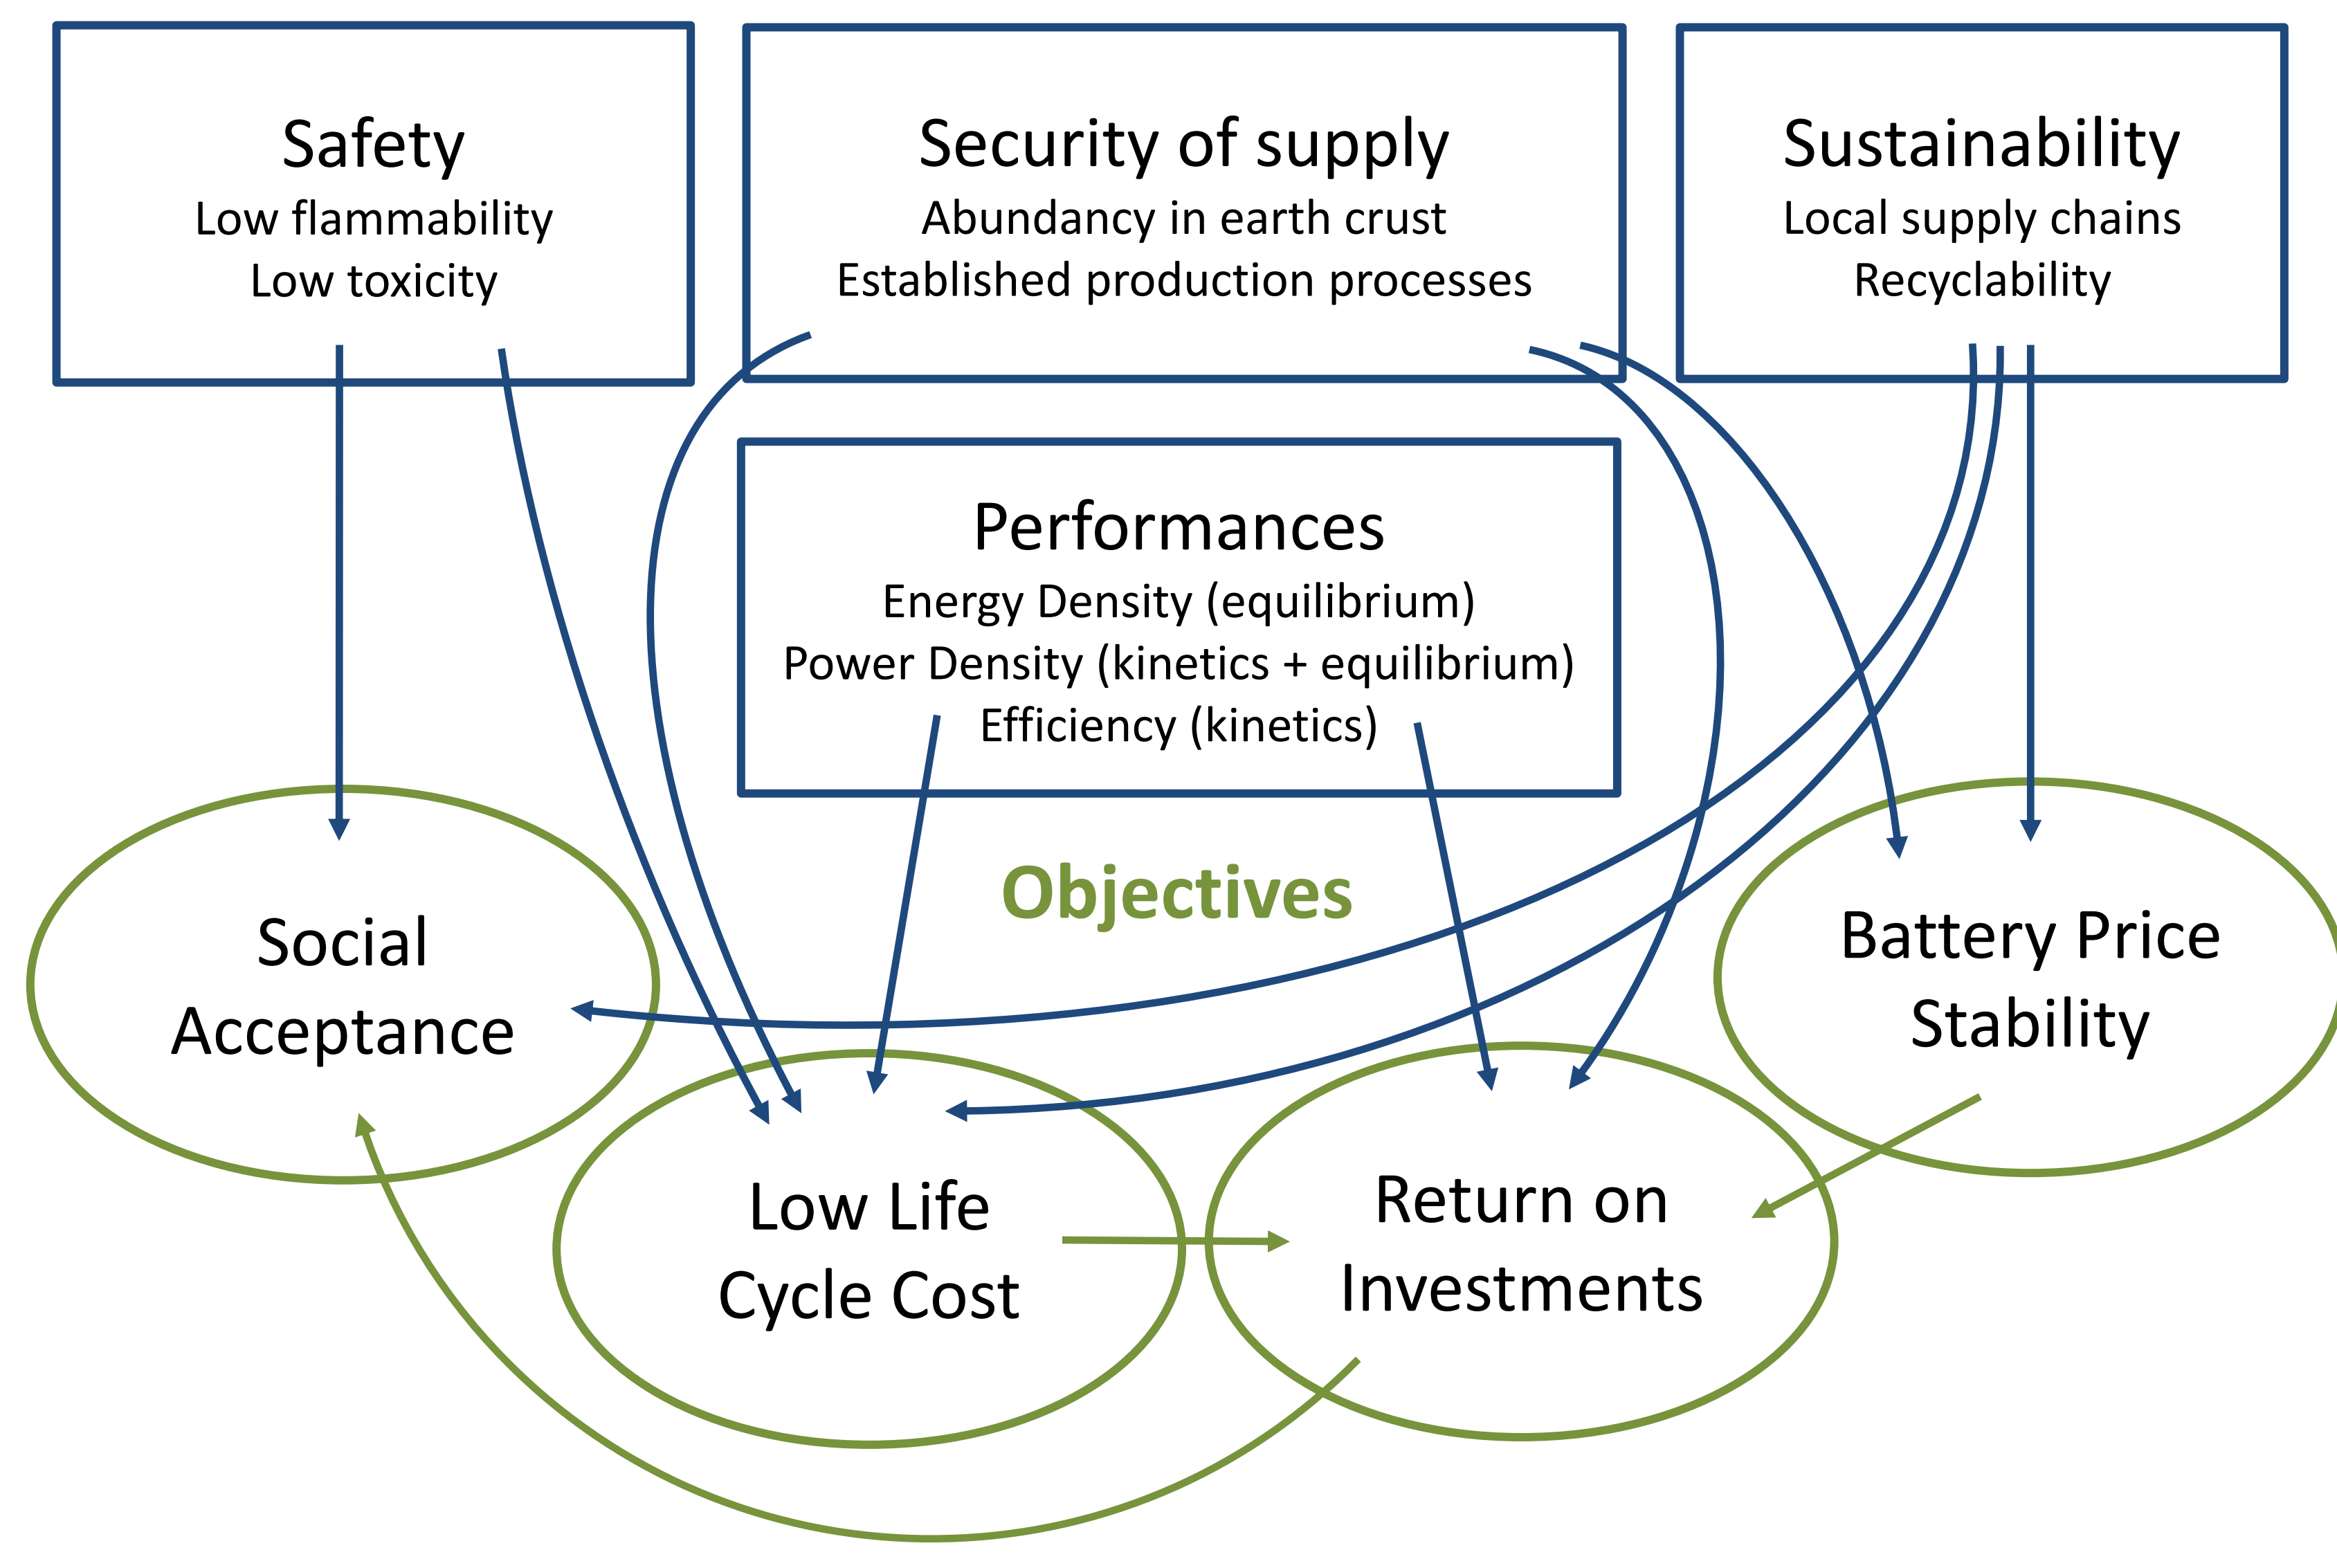 Safety
Low flammability
Low toxicity
Security of supply
Abundancy in earth crust
Established production processes
Sustainability
Local supply chains
Recyclability
Performances
Energy Density (equilibrium)
Power Density (kinetics + equilibrium)
Efficiency (kinetics)
Objectives
Social
Acceptance
Low Life
Cycle Cost
Return on
Investments
Battery Price
Stability